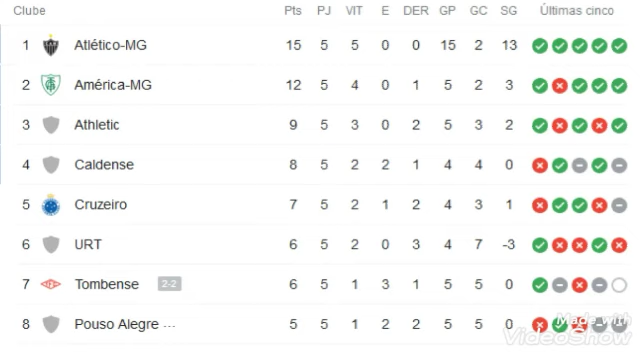 Clube Pts PJ VIT E DER GP GC SG Últimas cinco
1 Atlético-MG 15 5 5 0 0 15 2 13
2 América-MG 12 5 4 0 1 5 2 3
3 Athletic 9 5 3 0 2 5 3 2
4 Caldense 8 5 2 2 1 4 4 0
5 Cruzeiro 7 5 2 1 2 4 3 1
6 URT 6 5 2 0 3 4 7 -3
7 Tombense 2-2 6 5 1 3 1 5 5 0
8 Pouso Alegre ... 5 5 1 2 2 5 5 0
Made with
VideoShow